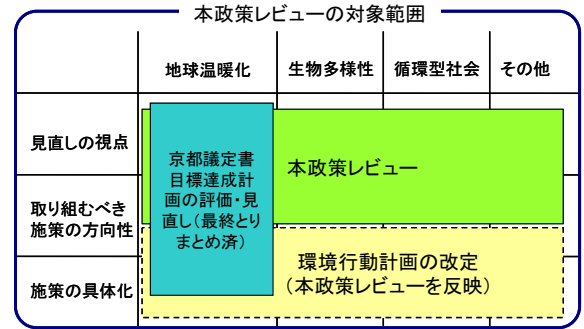 本政策レビューの対象範囲
地球温暖化 生物多様性 循環型社会 その他
見直しの視点
取り組むべき
施策の方向性
施策の具体化
京都議定書
目標達成計
画の評価・見
直し(最終とり
まとめ済)
本政策レビュー
環境行動計画の改定
(本政策レビューを反映)